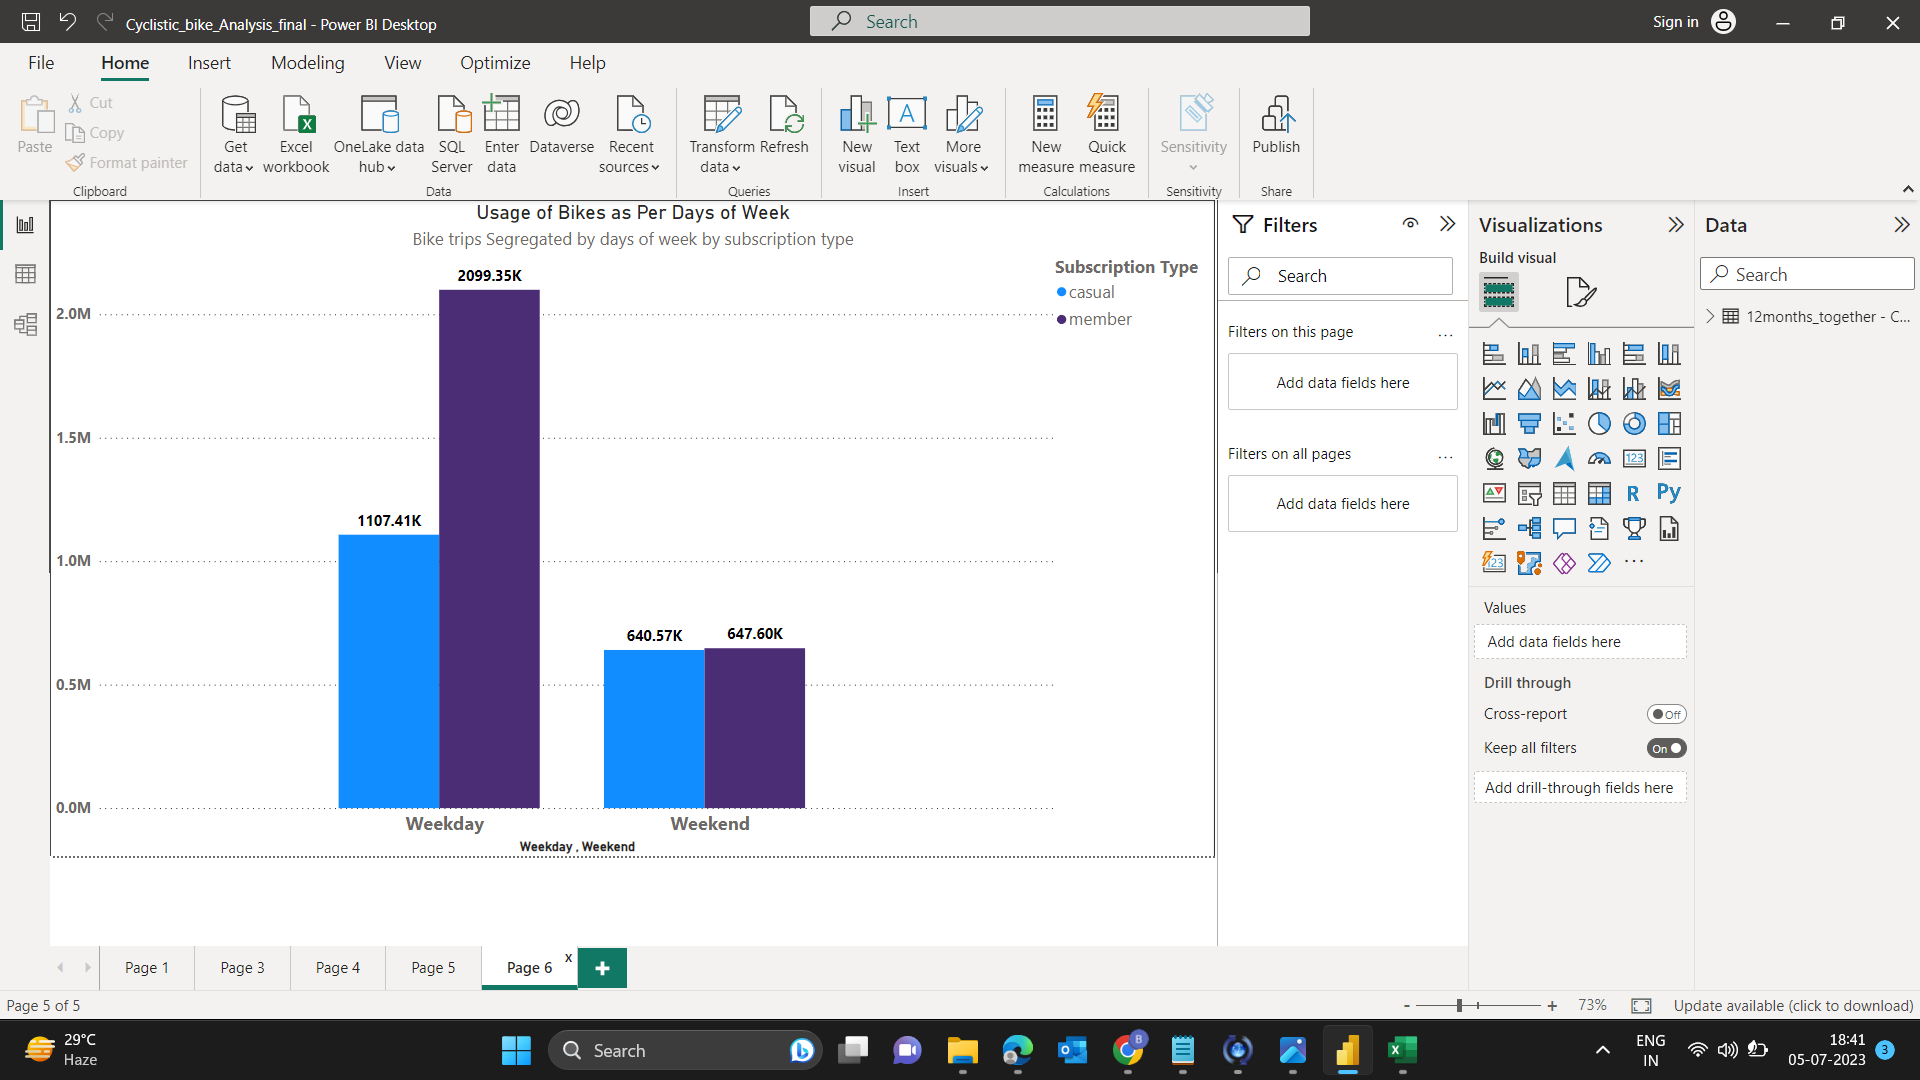 Cyclistic_bike_Analysis_final - Power BI Desktop
Search
Sign in
File
Home
Insert
Modeling
View
Optimize
Help
Paste
Cut
Copy
Format painter
Clipboard
Get data
Excel workbook
OneLake data hub
SQL Server
Enter data
Dataverse
Recent sources
Data
Transform data
Refresh
Queries
New visual
Text box
More visuals
Insert
New measure
Quick measure
Calculations
Sensitivity
Sensitivity
Publish
Share
Usage of Bikes as Per Days of Week
Bike trips Segregated by days of week by subscription type
Subscription Type
casual
member
2.0M
1.5M
1.0M
0.5M
0.0M
2099.35K
1107.41K
640.57K
647.60K
Weekday
Weekend
Weekday , Weekend
Filters
Search
Filters on this page
...
Add data fields here
Filters on all pages
...
Add data fields here
Visualizations
Build visual
123
R
Py
123
...
Values
Add data fields here
Drill through
Cross-report
Off
Keep all filters
On
Add drill-through fields here
Data
Search
12months_together - C...
Page 1
Page 3
Page 4
Page 5
Page 6
x
+
Page 5 of 5
-
+
73%
Update available (click to download)
29°C
Haze
Search
B
ENG
IN
18:41
05-07-2023
3